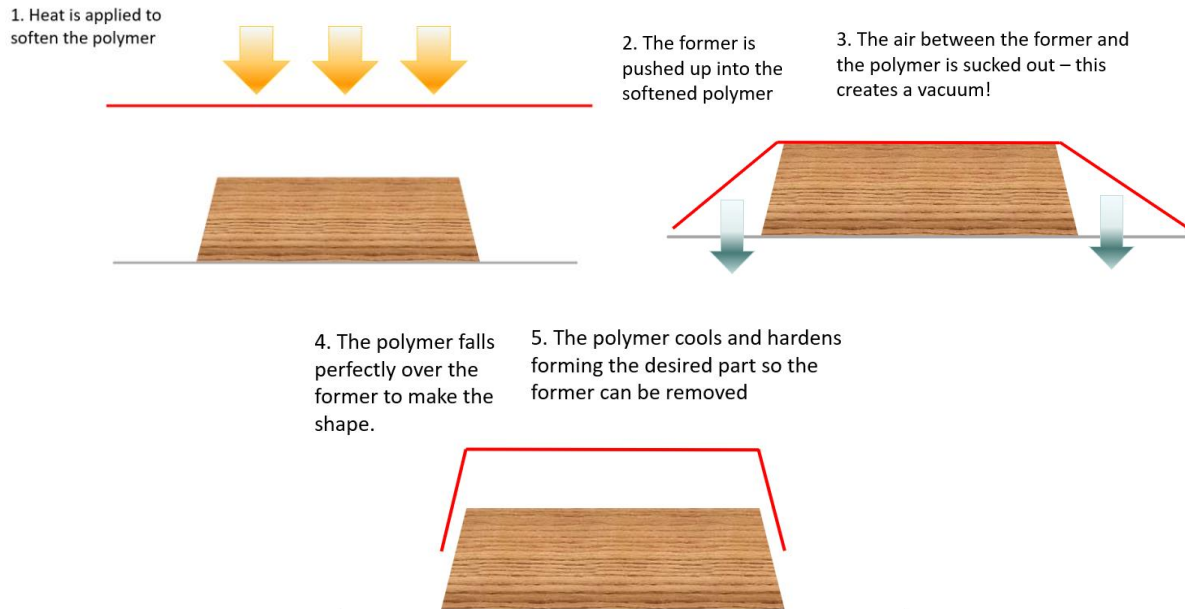 1. Heat is applied to
soften the polymer
2. The former is
pushed up into the
softened polymer
3. The air between the former and
the polymer is sucked out – this
creates a vacuum!
4. The polymer falls
perfectly over the
former to make the
shape.
5. The polymer cools and hardens
forming the desired part so the
former can be removed